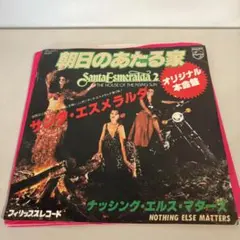 朝日のあたる家
PHILIPS
オリジナル
本命盤
Santa Esmeralda 2
THE HOUSE OF THE RISING SUN
サンタ・エスメラルダ
ナッシング・エルス・マターズ
NOTHING ELSE MATTERS
フィリップスレコード